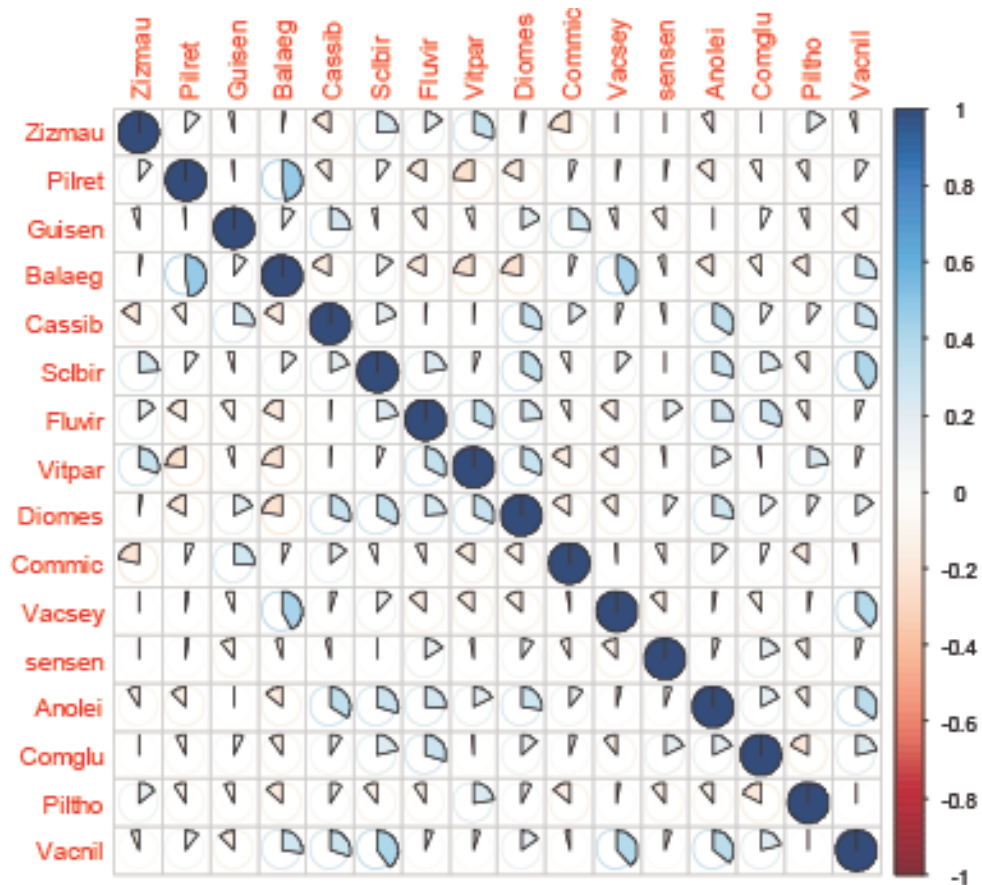 Zizmau Pilret Guisen Balaeg Cassib Sclbir Fluvir Vitpar Diomes Commic Vacsey sensen Anolei Comglu Piltho Vacnil
Zizmau
Pilret
Guisen
Balaeg
Cassib
Sclbir
Fluvir
Vitpar
Diomes
Commic
Vacsey
sensen
Anolei
Comglu
Piltho
Vacnil
1
0.8
0.6
0.4
0.2
0
-0.2
-0.4
-0.6
-0.8
-1